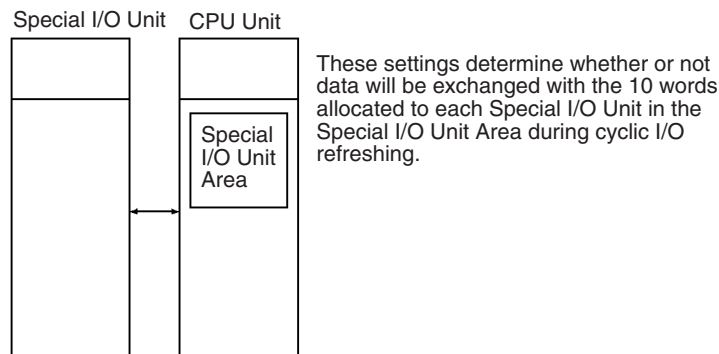 Special I/O Unit
CPU Unit
These settings determine whether or not
data will be exchanged with the 10 words
allocated to each Special I/O Unit in the
Special I/O Unit Area during cyclic I/O
refreshing.
Special
I/O Unit
Area